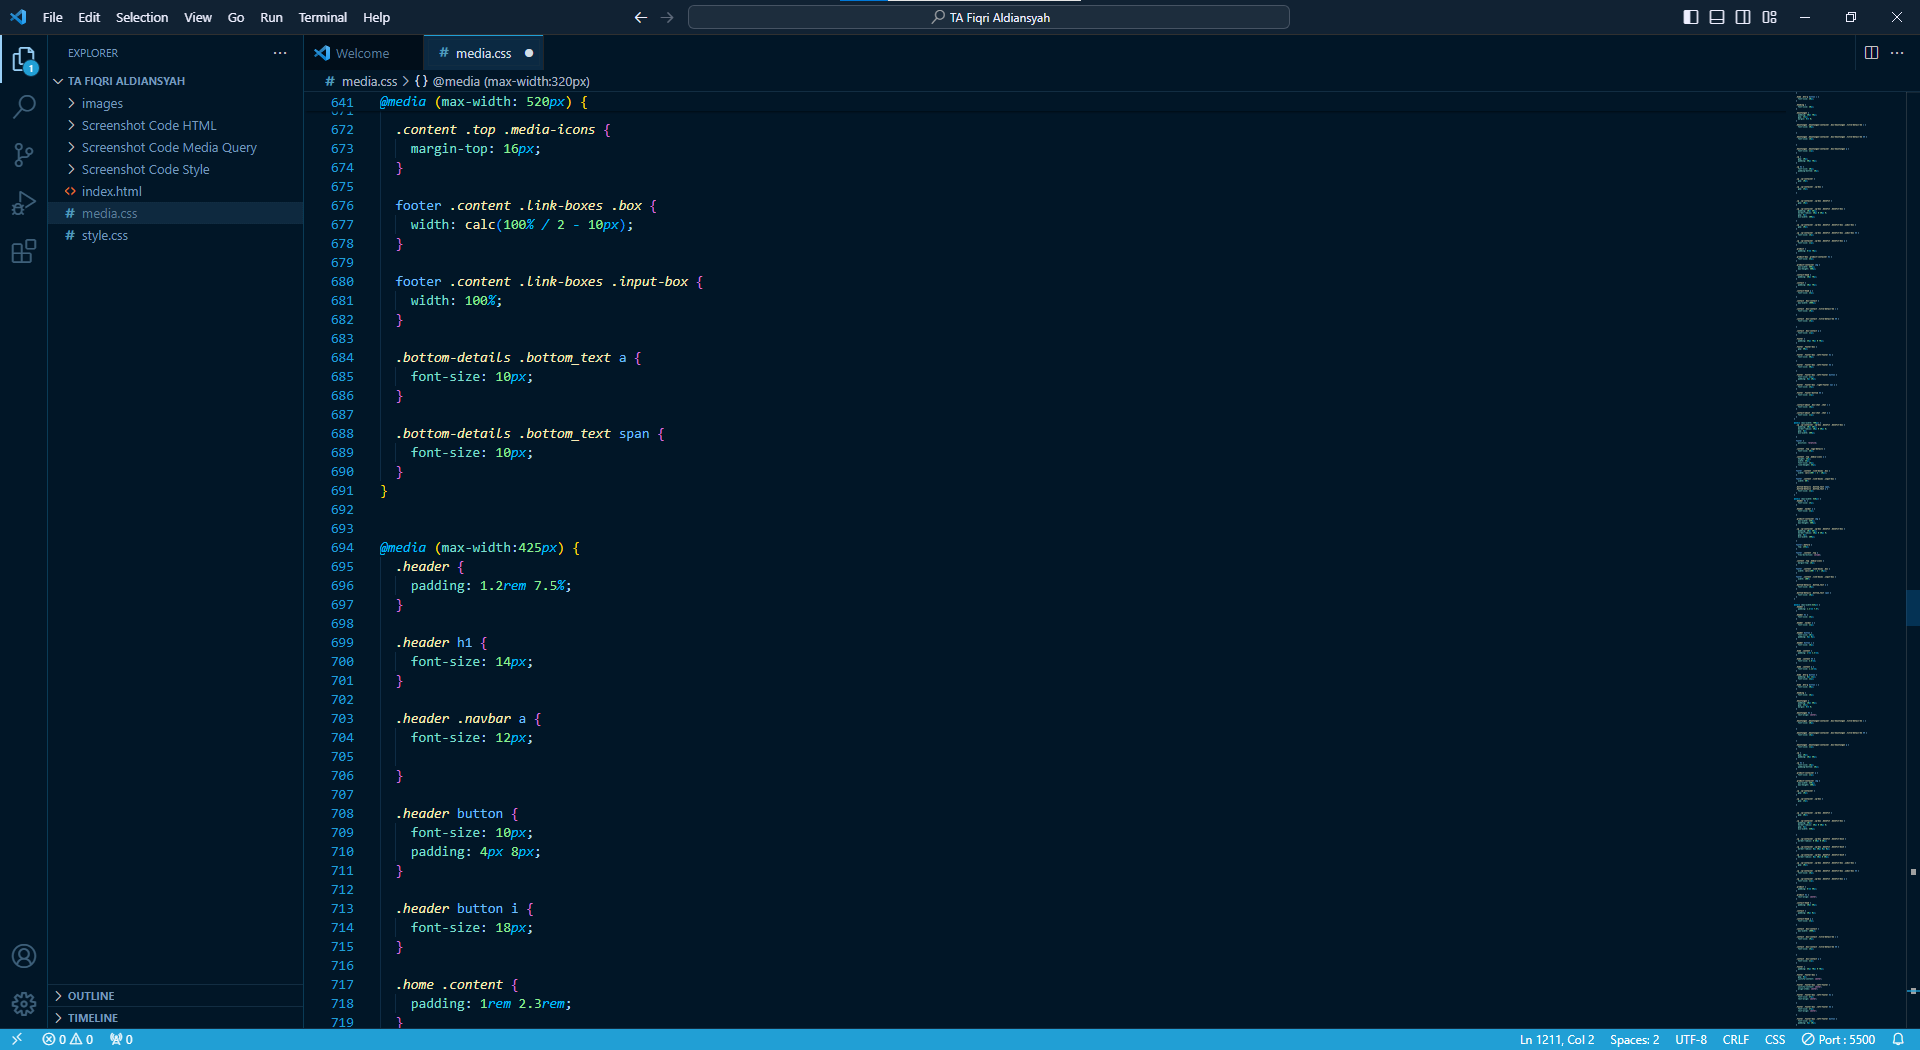 File Edit Selection View Go Run Terminal Help
TA Fiqri Aldiansyah
EXPLORER
TA FIQRI ALDIANSYAH
images
Screenshot Code HTML
Screenshot Code Media Query
Screenshot Code Style
<> index.html
# media.css
# style.css
OUTLINE
TIMELINE
Welcome
# media.css
# media.css > {} @media (max-width:320px)
641 @media (max-width: 520px) {
671
672 .content .top .media-icons {
673 margin-top: 16px;
674 }
675
676 footer .content .link-boxes .box {
677 width: calc(100% / 2 - 10px);
678 }
679
680 footer .content .link-boxes .input-box {
681 width: 100%;
682 }
683
684 .bottom-details .bottom_text a {
685 font-size: 10px;
686 }
687
688 .bottom-details .bottom_text span {
689 font-size: 10px;
690 }
691 }
692
693
694 @media (max-width:425px) {
695 .header {
696 padding: 1.2rem 7.5%;
697 }
698
699 .header h1 {
700 font-size: 14px;
701 }
702
703 .header .navbar a {
704 font-size: 12px;
705
706 }
707
708 .header button {
709 font-size: 10px;
710 padding: 4px 8px;
711 }
712
713 .header button i {
714 font-size: 18px;
715 }
716
717 .home .content {
718 padding: 1rem 2.3rem;
719 }
1
0 0 0
Ln 1211, Col 2 Spaces: 2 UTF-8 CRLF CSS Port : 5500